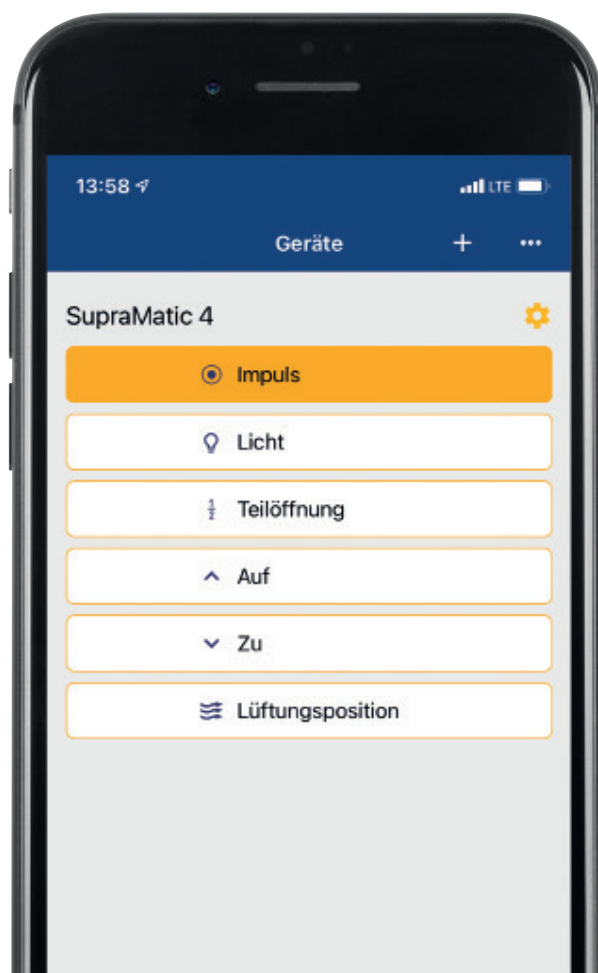 13:58 LTE
Geräte + ...
SupraMatic 4
Impuls
Licht
½ Teilöffnung
Auf
Zu
Lüftungsposition